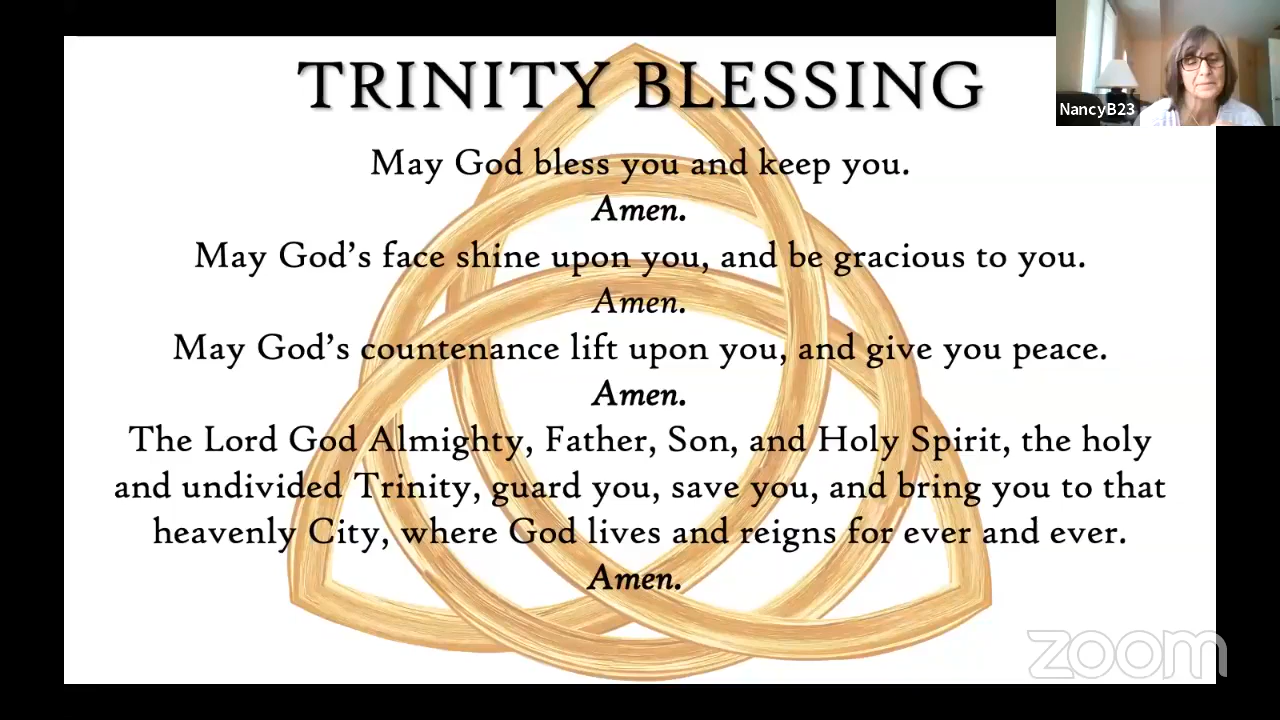 TRINITY BLESSING
NancyB23
May God bless you and keep you.
Amen.
May God’s face shine upon you, and be gracious to you.
Amen.
May God’s countenance lift upon you, and give you peace.
Amen.
The Lord God Almighty, Father, Son, and Holy Spirit, the holy
and undivided Trinity, guard you, save you, and bring you to that
heavenly City, where God lives and reigns for ever and ever.
Amen.
zoom